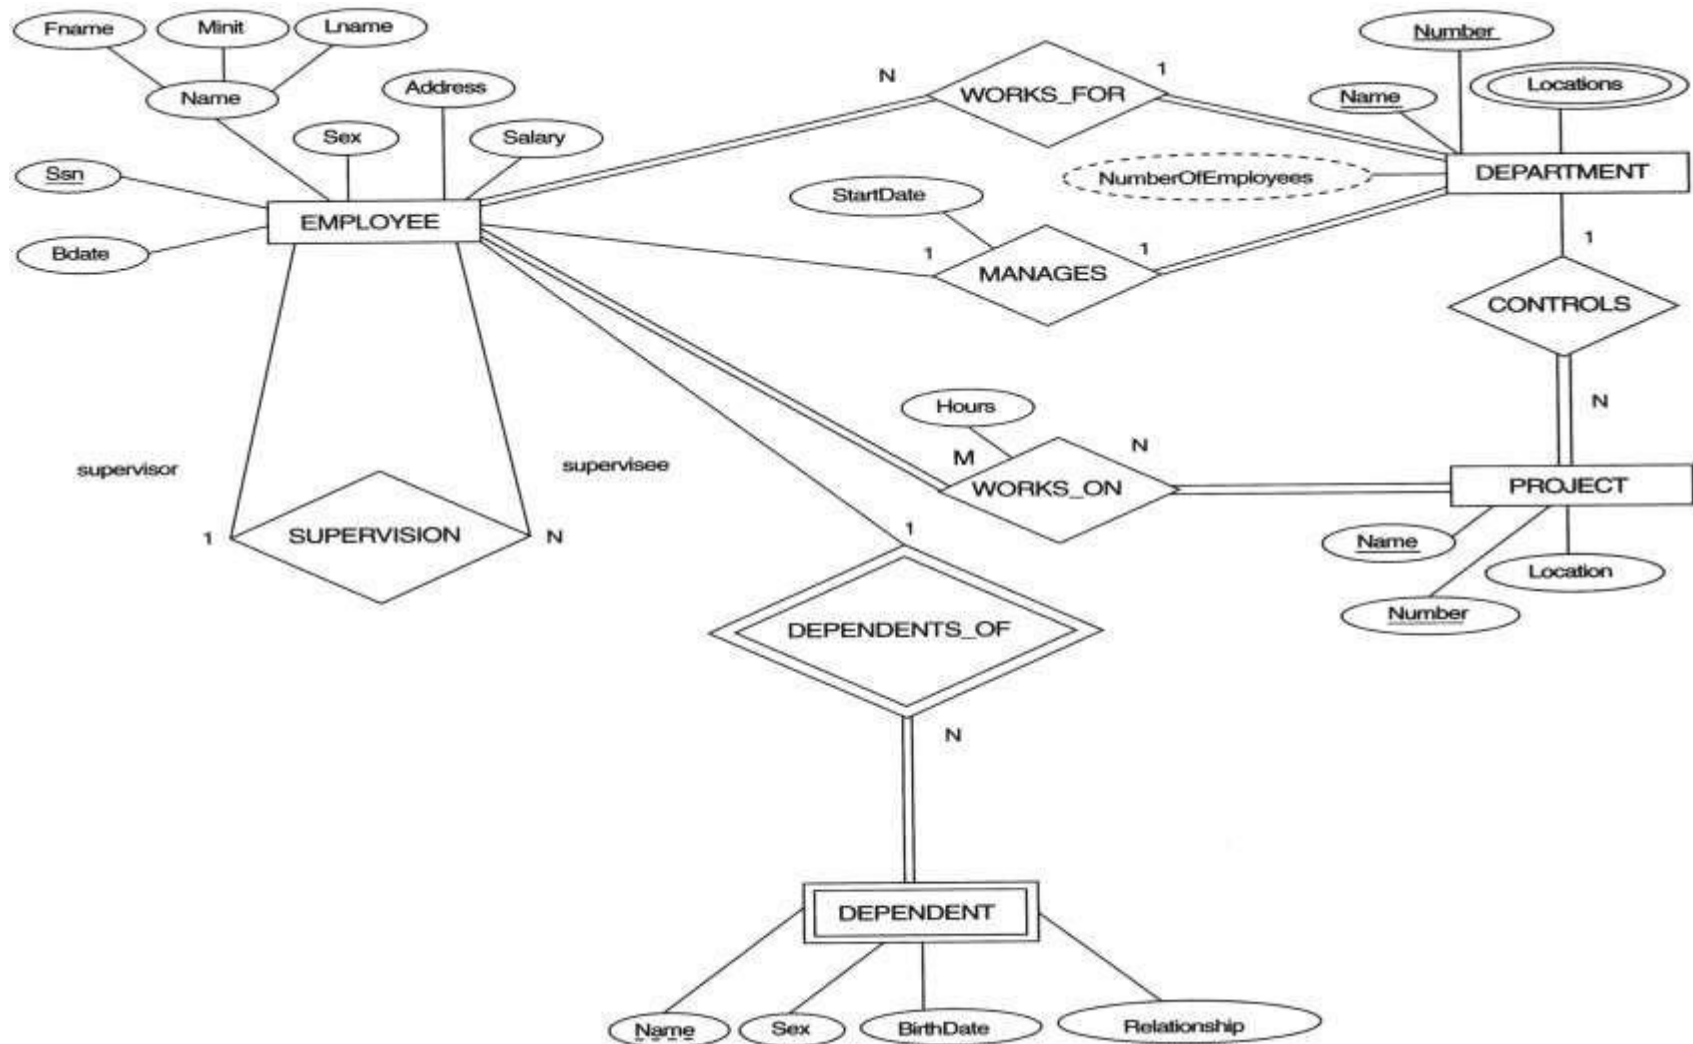 Fname
Minit
Lname
Name
Address
Sex
Salary
Ssn
Bdate
EMPLOYEE
N
WORKS_FOR
1
Number
Name
Locations
NumberOfEmployees
DEPARTMENT
StartDate
1
MANAGES
1
1
CONTROLS
N
supervisor
supervisee
1
SUPERVISION
N
Hours
M
WORKS_ON
N
PROJECT
Name
Number
Location
1
DEPENDENTS_OF
N
DEPENDENT
Name
Sex
BirthDate
Relationship